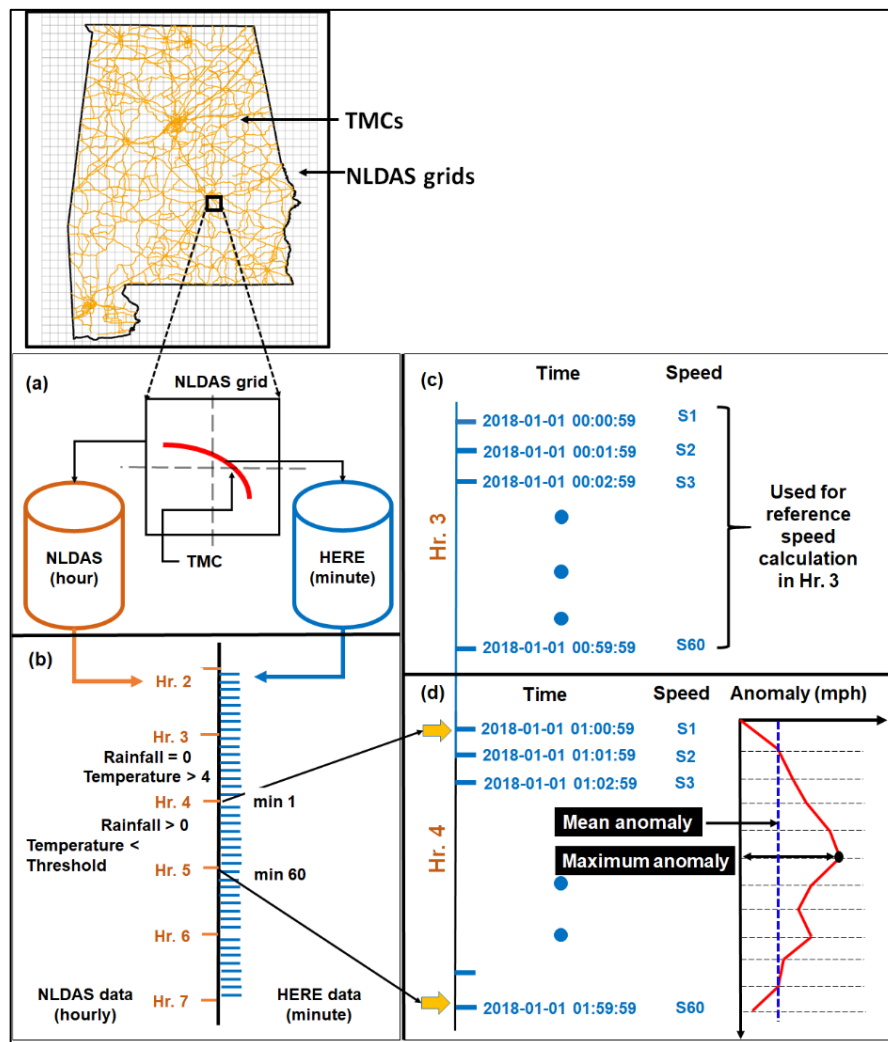 TMCs
NLDAS grids
(a)
NLDAS grid
NLDAS
(hour)
TMC
HERE
(minute)
(b)
Hr. 2
Hr. 3
Rainfall = 0
Temperature > 4
Hr. 4
min 1
Rainfall > 0
Temperature <
Threshold
Hr. 5
min 60
Hr. 6
Hr. 7
NLDAS data
(hourly)
HERE data
(minute)
(c)
Time Speed
2018-01-01 00:00:59 S1
2018-01-01 00:01:59 S2
2018-01-01 00:02:59 S3
2018-01-01 00:59:59 S60
Hr. 3
Used for
reference
speed
calculation
in Hr. 3
(d)
Time Speed Anomaly (mph)
2018-01-01 01:00:59 S1
2018-01-01 01:01:59 S2
2018-01-01 01:02:59 S3
Mean anomaly
Maximum anomaly
Hr. 4
2018-01-01 01:59:59 S60